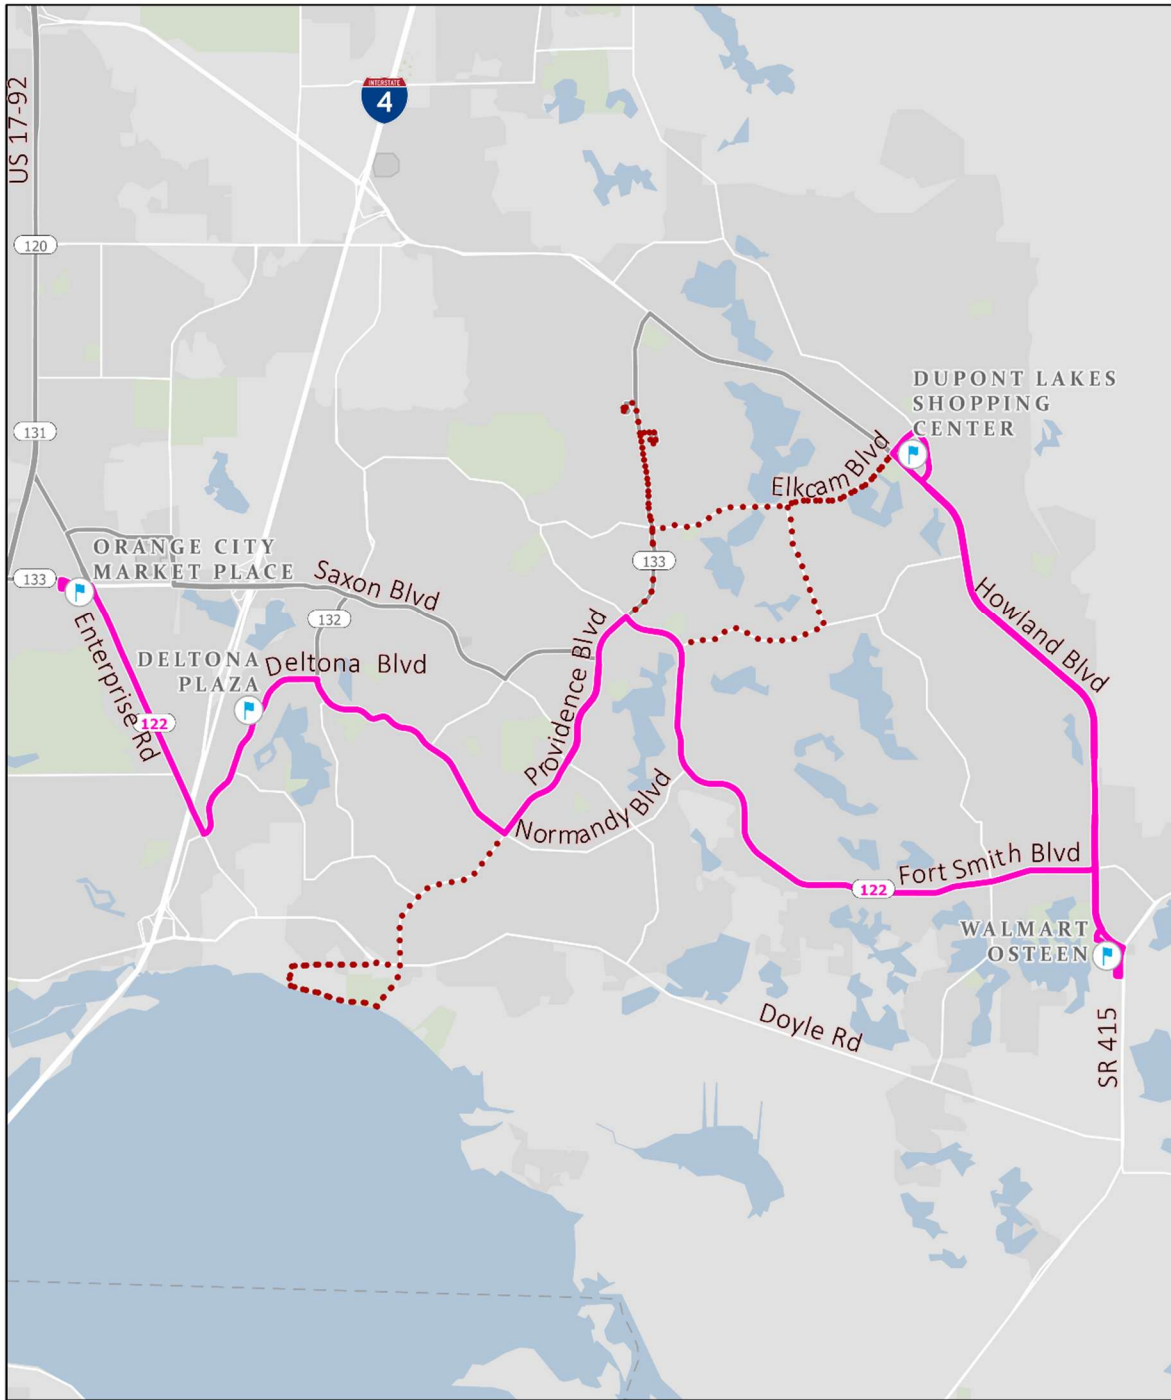 US 17-92
INTERSTATE
4
120
131
DUPONT LAKES
SHOPPING
CENTER
Elkcam Blvd
ORANGE CITY
MARKET PLACE
133
133
Saxon Blvd
132
Howland Blvd
Enterprise Rd
DELTONA
PLAZA
Deltona Blvd
122
Providence Blvd
Normandy Blvd
Fort Smith Blvd
122
WALMART
OSTEEN
Doyle Rd
SR 415